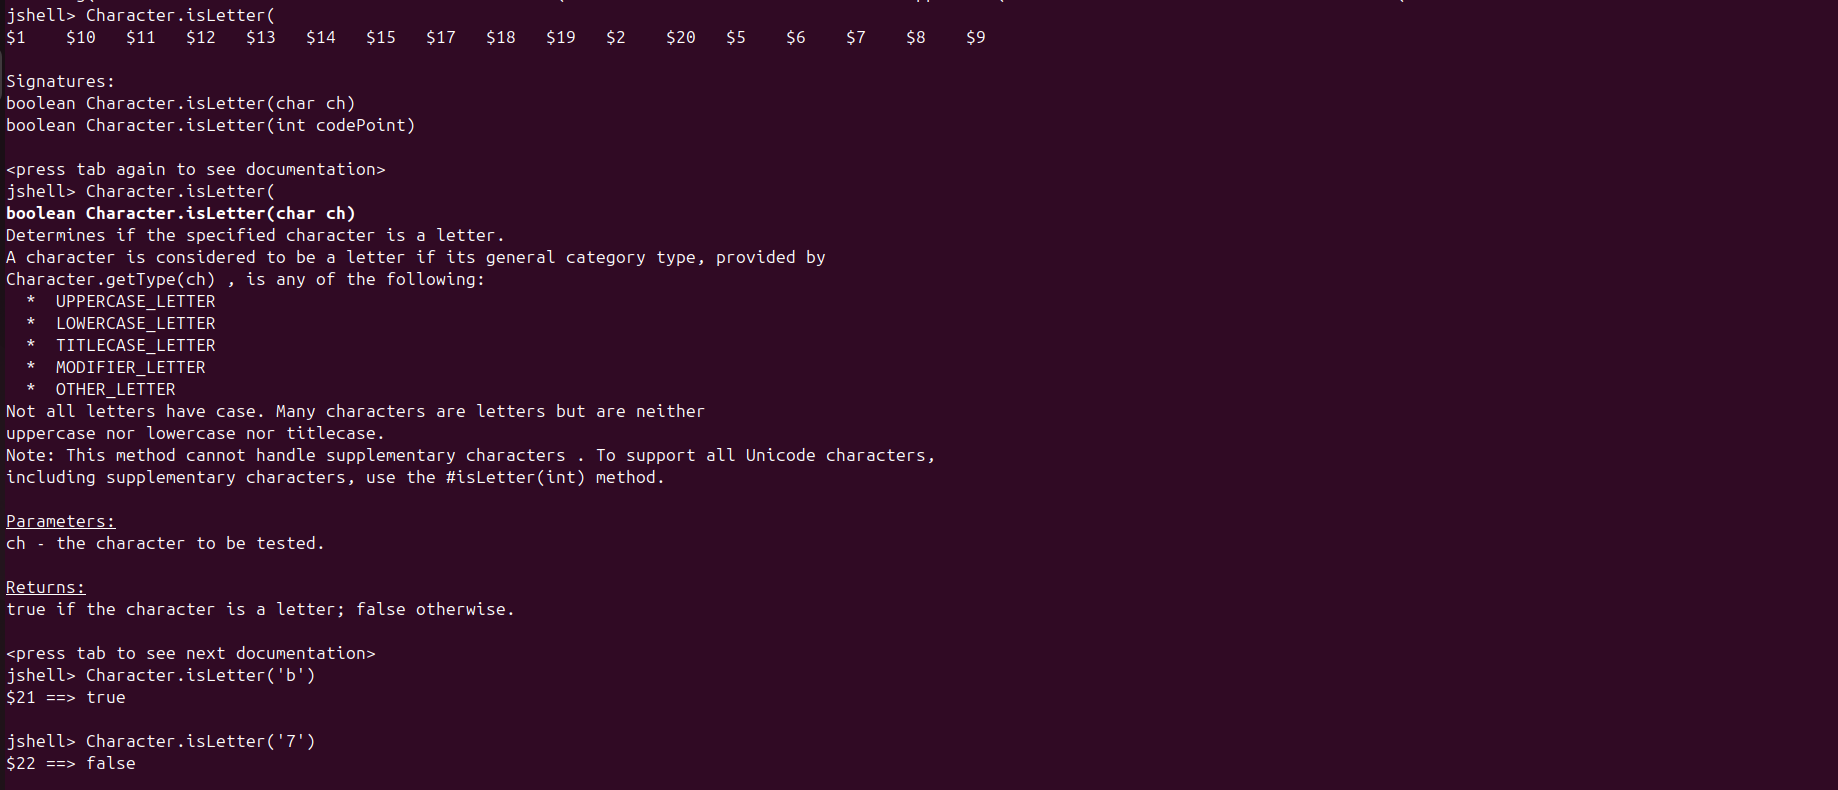 jshell> Character.isLetter(
$1    $10   $11   $12   $13   $14   $15   $17   $18   $19   $2    $20   $5    $6    $7    $8    $9

Signatures:
boolean Character.isLetter(char ch)
boolean Character.isLetter(int codePoint)

<press tab again to see documentation>
jshell> Character.isLetter(
boolean Character.isLetter(char ch)
Determines if the specified character is a letter.
A character is considered to be a letter if its general category type, provided by
Character.getType(ch) , is any of the following:
  *  UPPERCASE_LETTER
  *  LOWERCASE_LETTER
  *  TITLECASE_LETTER
  *  MODIFIER_LETTER
  *  OTHER_LETTER
Not all letters have case. Many characters are letters but are neither
uppercase nor lowercase nor titlecase.
Note: This method cannot handle supplementary characters . To support all Unicode characters,
including supplementary characters, use the #isLetter(int) method.

Parameters:
ch - the character to be tested.

Returns:
true if the character is a letter; false otherwise.

<press tab to see next documentation>
jshell> Character.isLetter('b')
$21 ==> true

jshell> Character.isLetter('7')
$22 ==> false